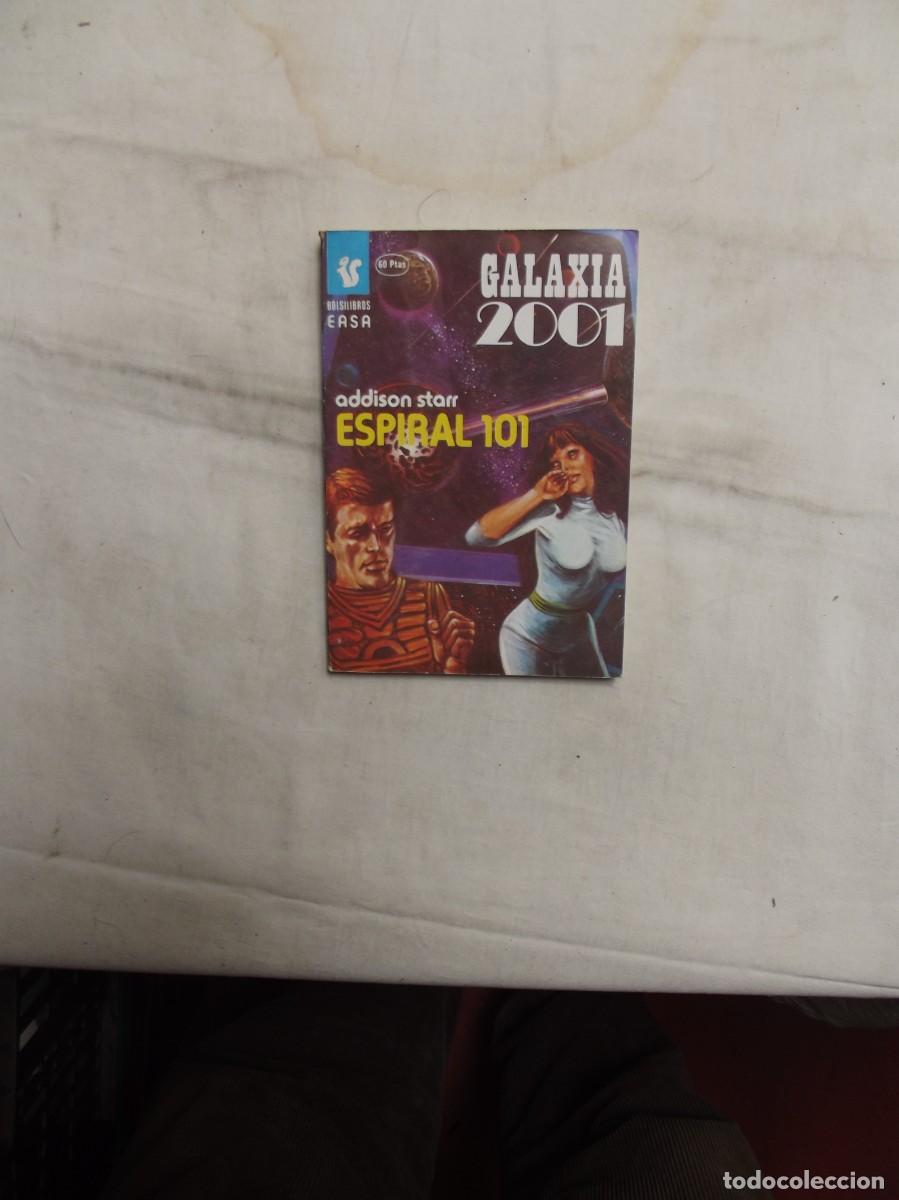 BOLSILIBROS
EASA
60 Ptas
GALAXIA
2001
addison starr
ESPIRAL 101
todocoleccion